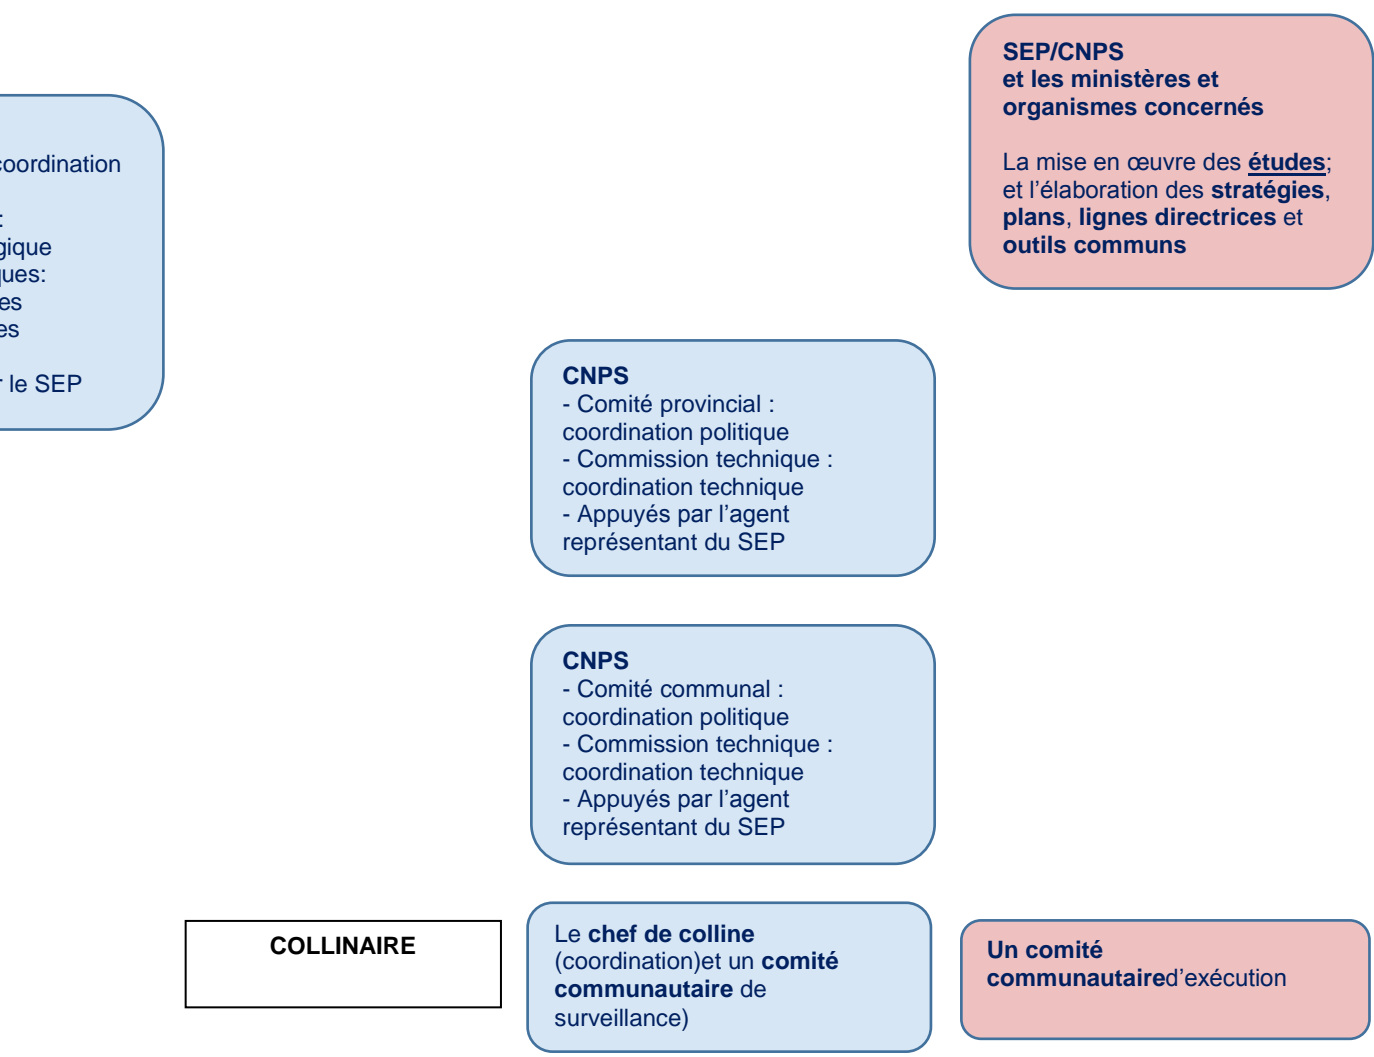 SEP/CNPS
et les ministères et
organismes concernés
La mise en œuvre des études;
et l’élaboration des stratégies,
plans, lignes directrices et
outils communs
coordination
:
gique
ques:
es
es
r le SEP
CNPS
- Comité provincial :
coordination politique
- Commission technique :
coordination technique
- Appuyés par l’agent
représentant du SEP
CNPS
- Comité communal :
coordination politique
- Commission technique :
coordination technique
- Appuyés par l’agent
représentant du SEP
COLLINAIRE
Le chef de colline
(coordination)et un comité
communautaire de
surveillance)
Un comité
communautaired’exécution